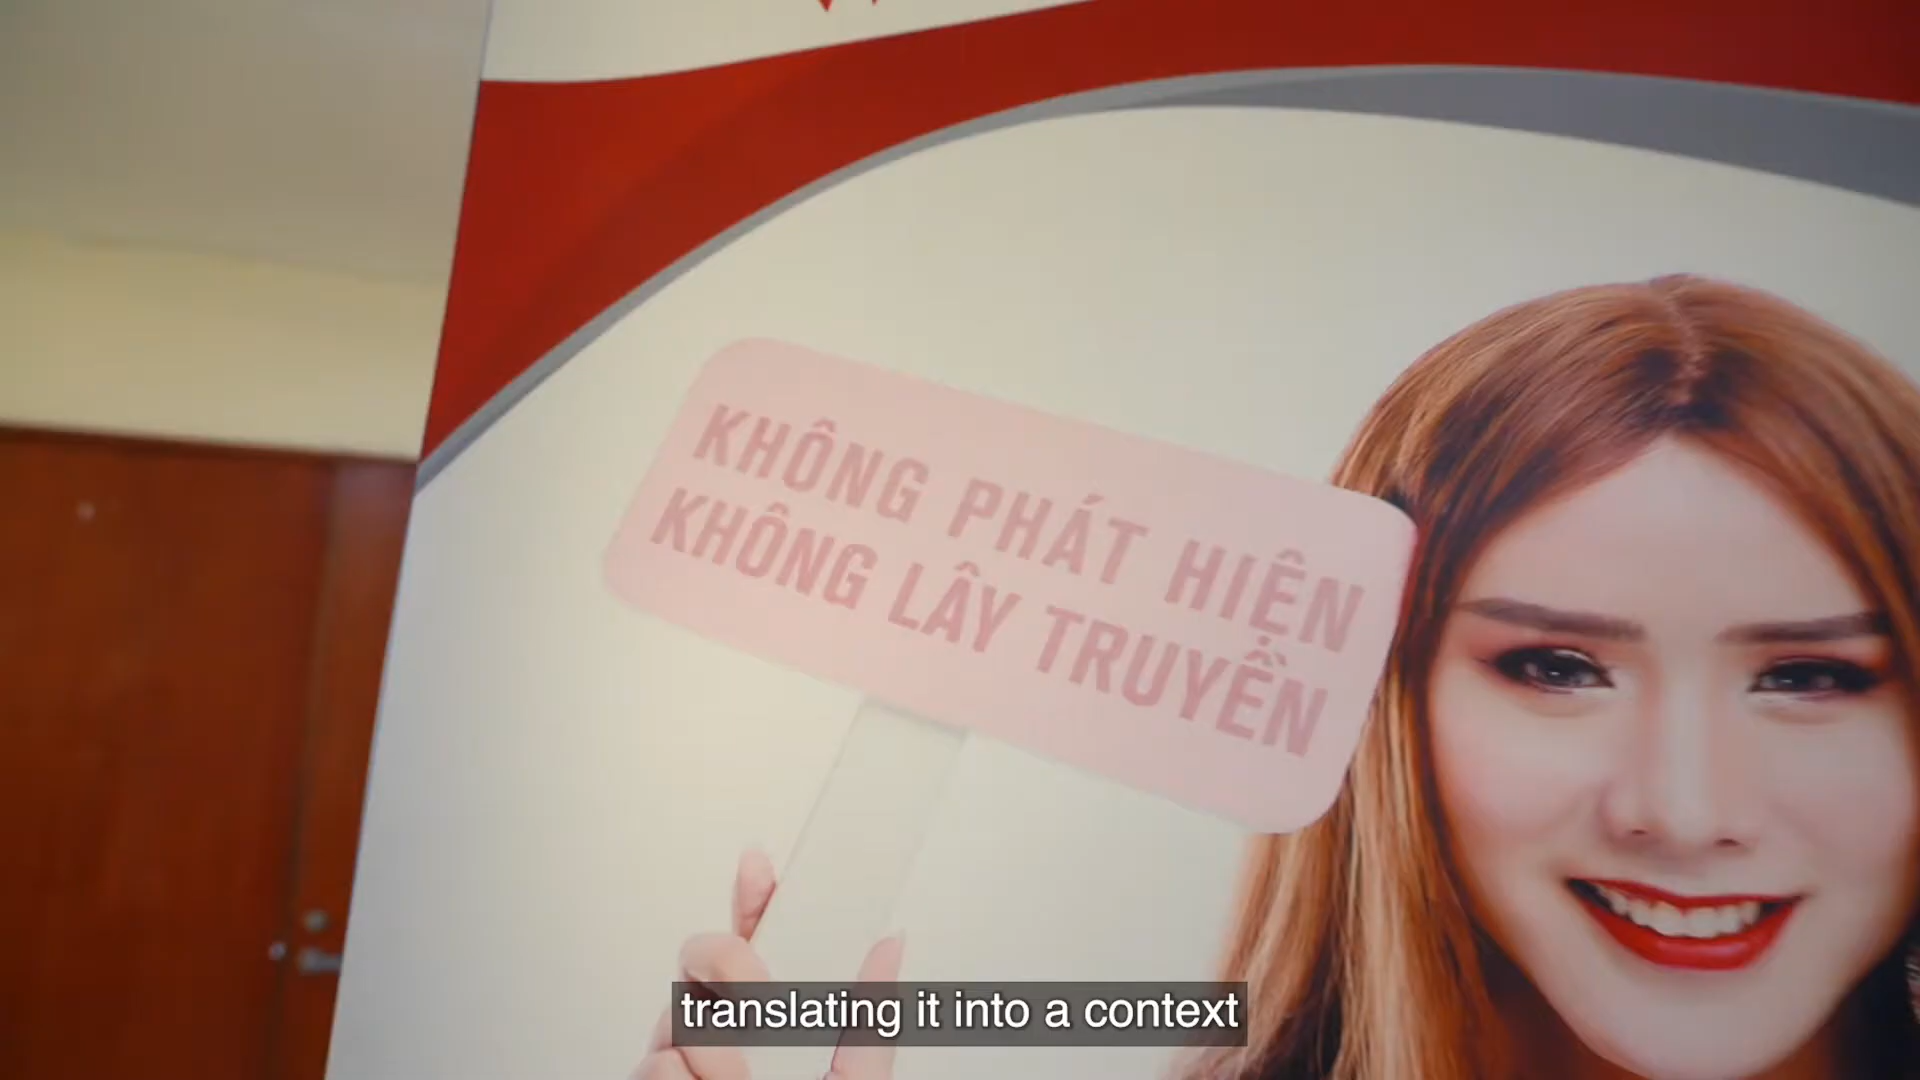 KHÔNG PHÁT HIỆN
KHÔNG LÂY TRUYỀN
translating it into a context